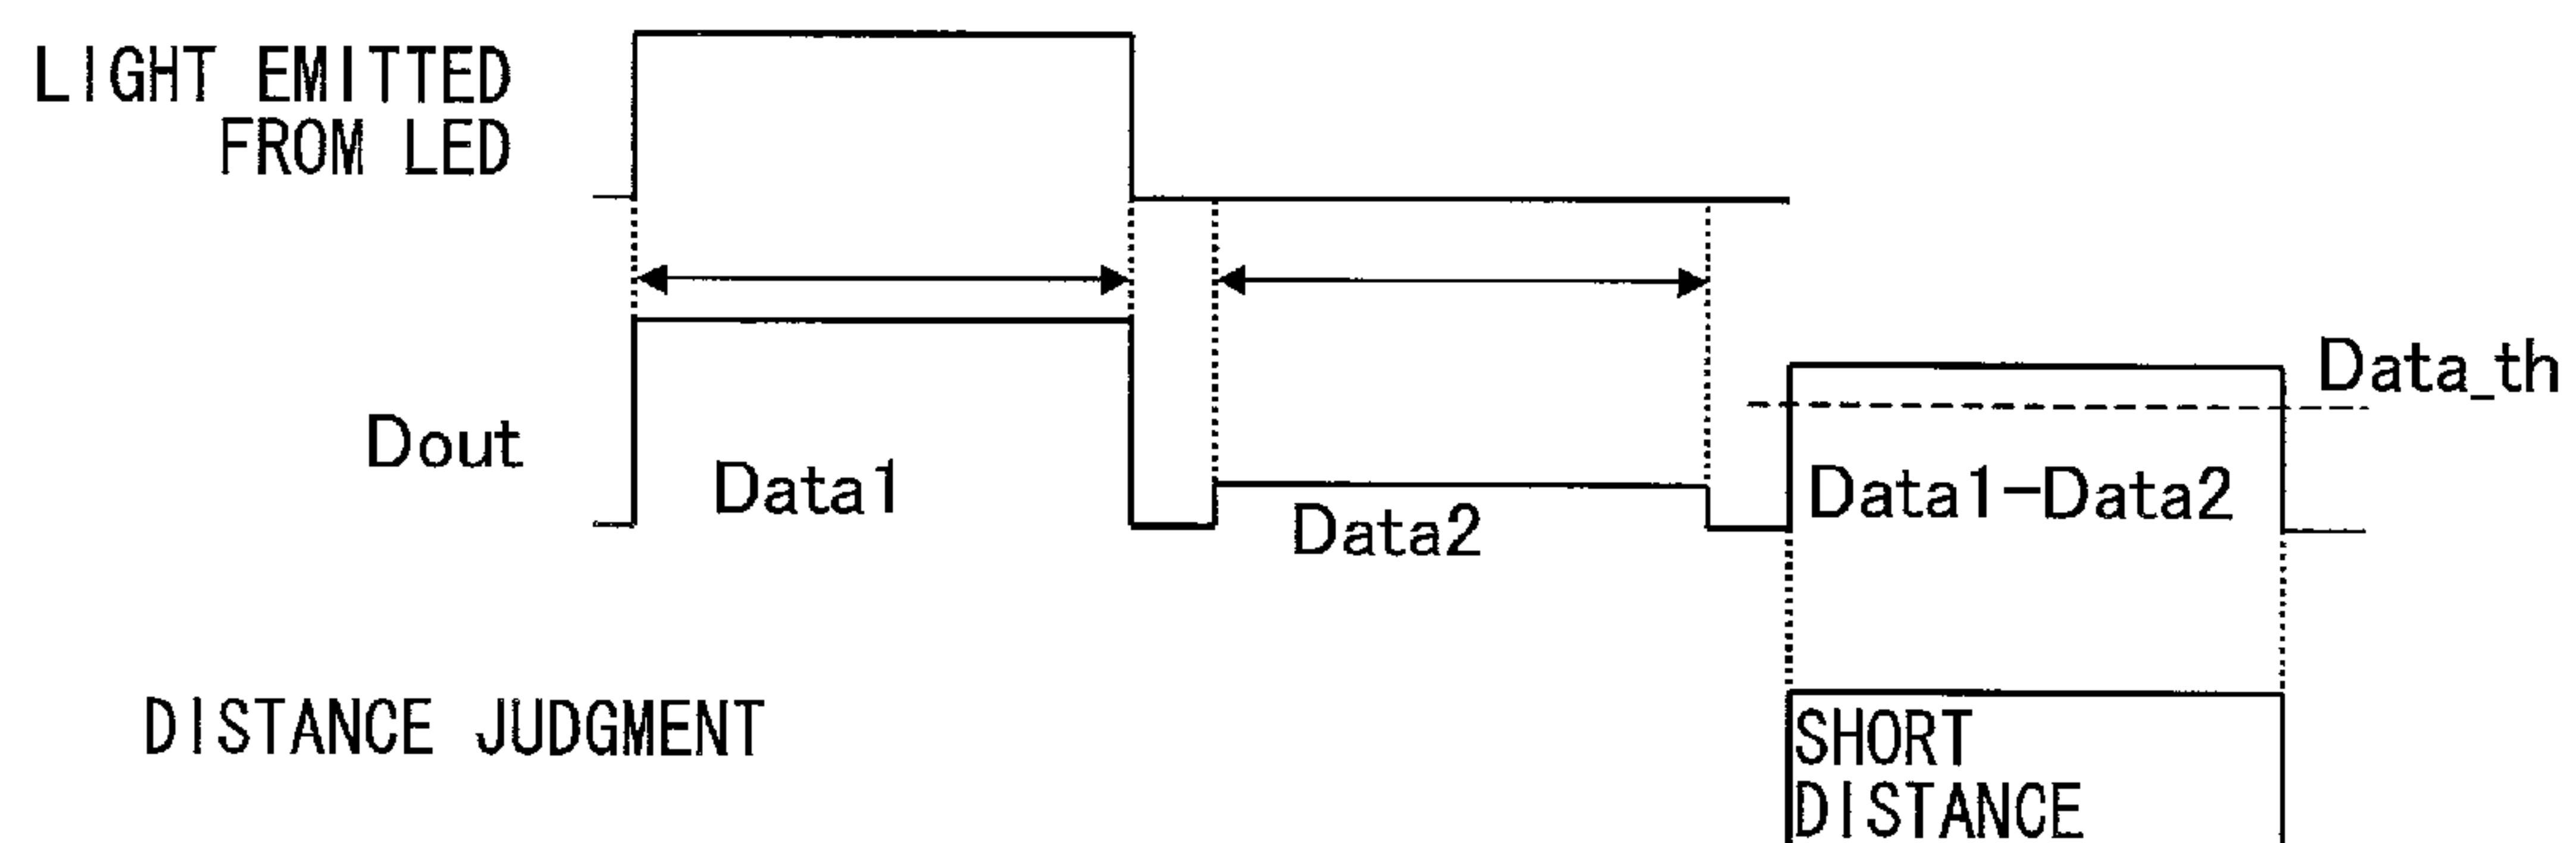 LIGHT EMITTED
FROM LED
Data_th
Dout
Data1
Data1-Data2
Data2
DISTANCE JUDGMENT
SHORT
DISTANCE